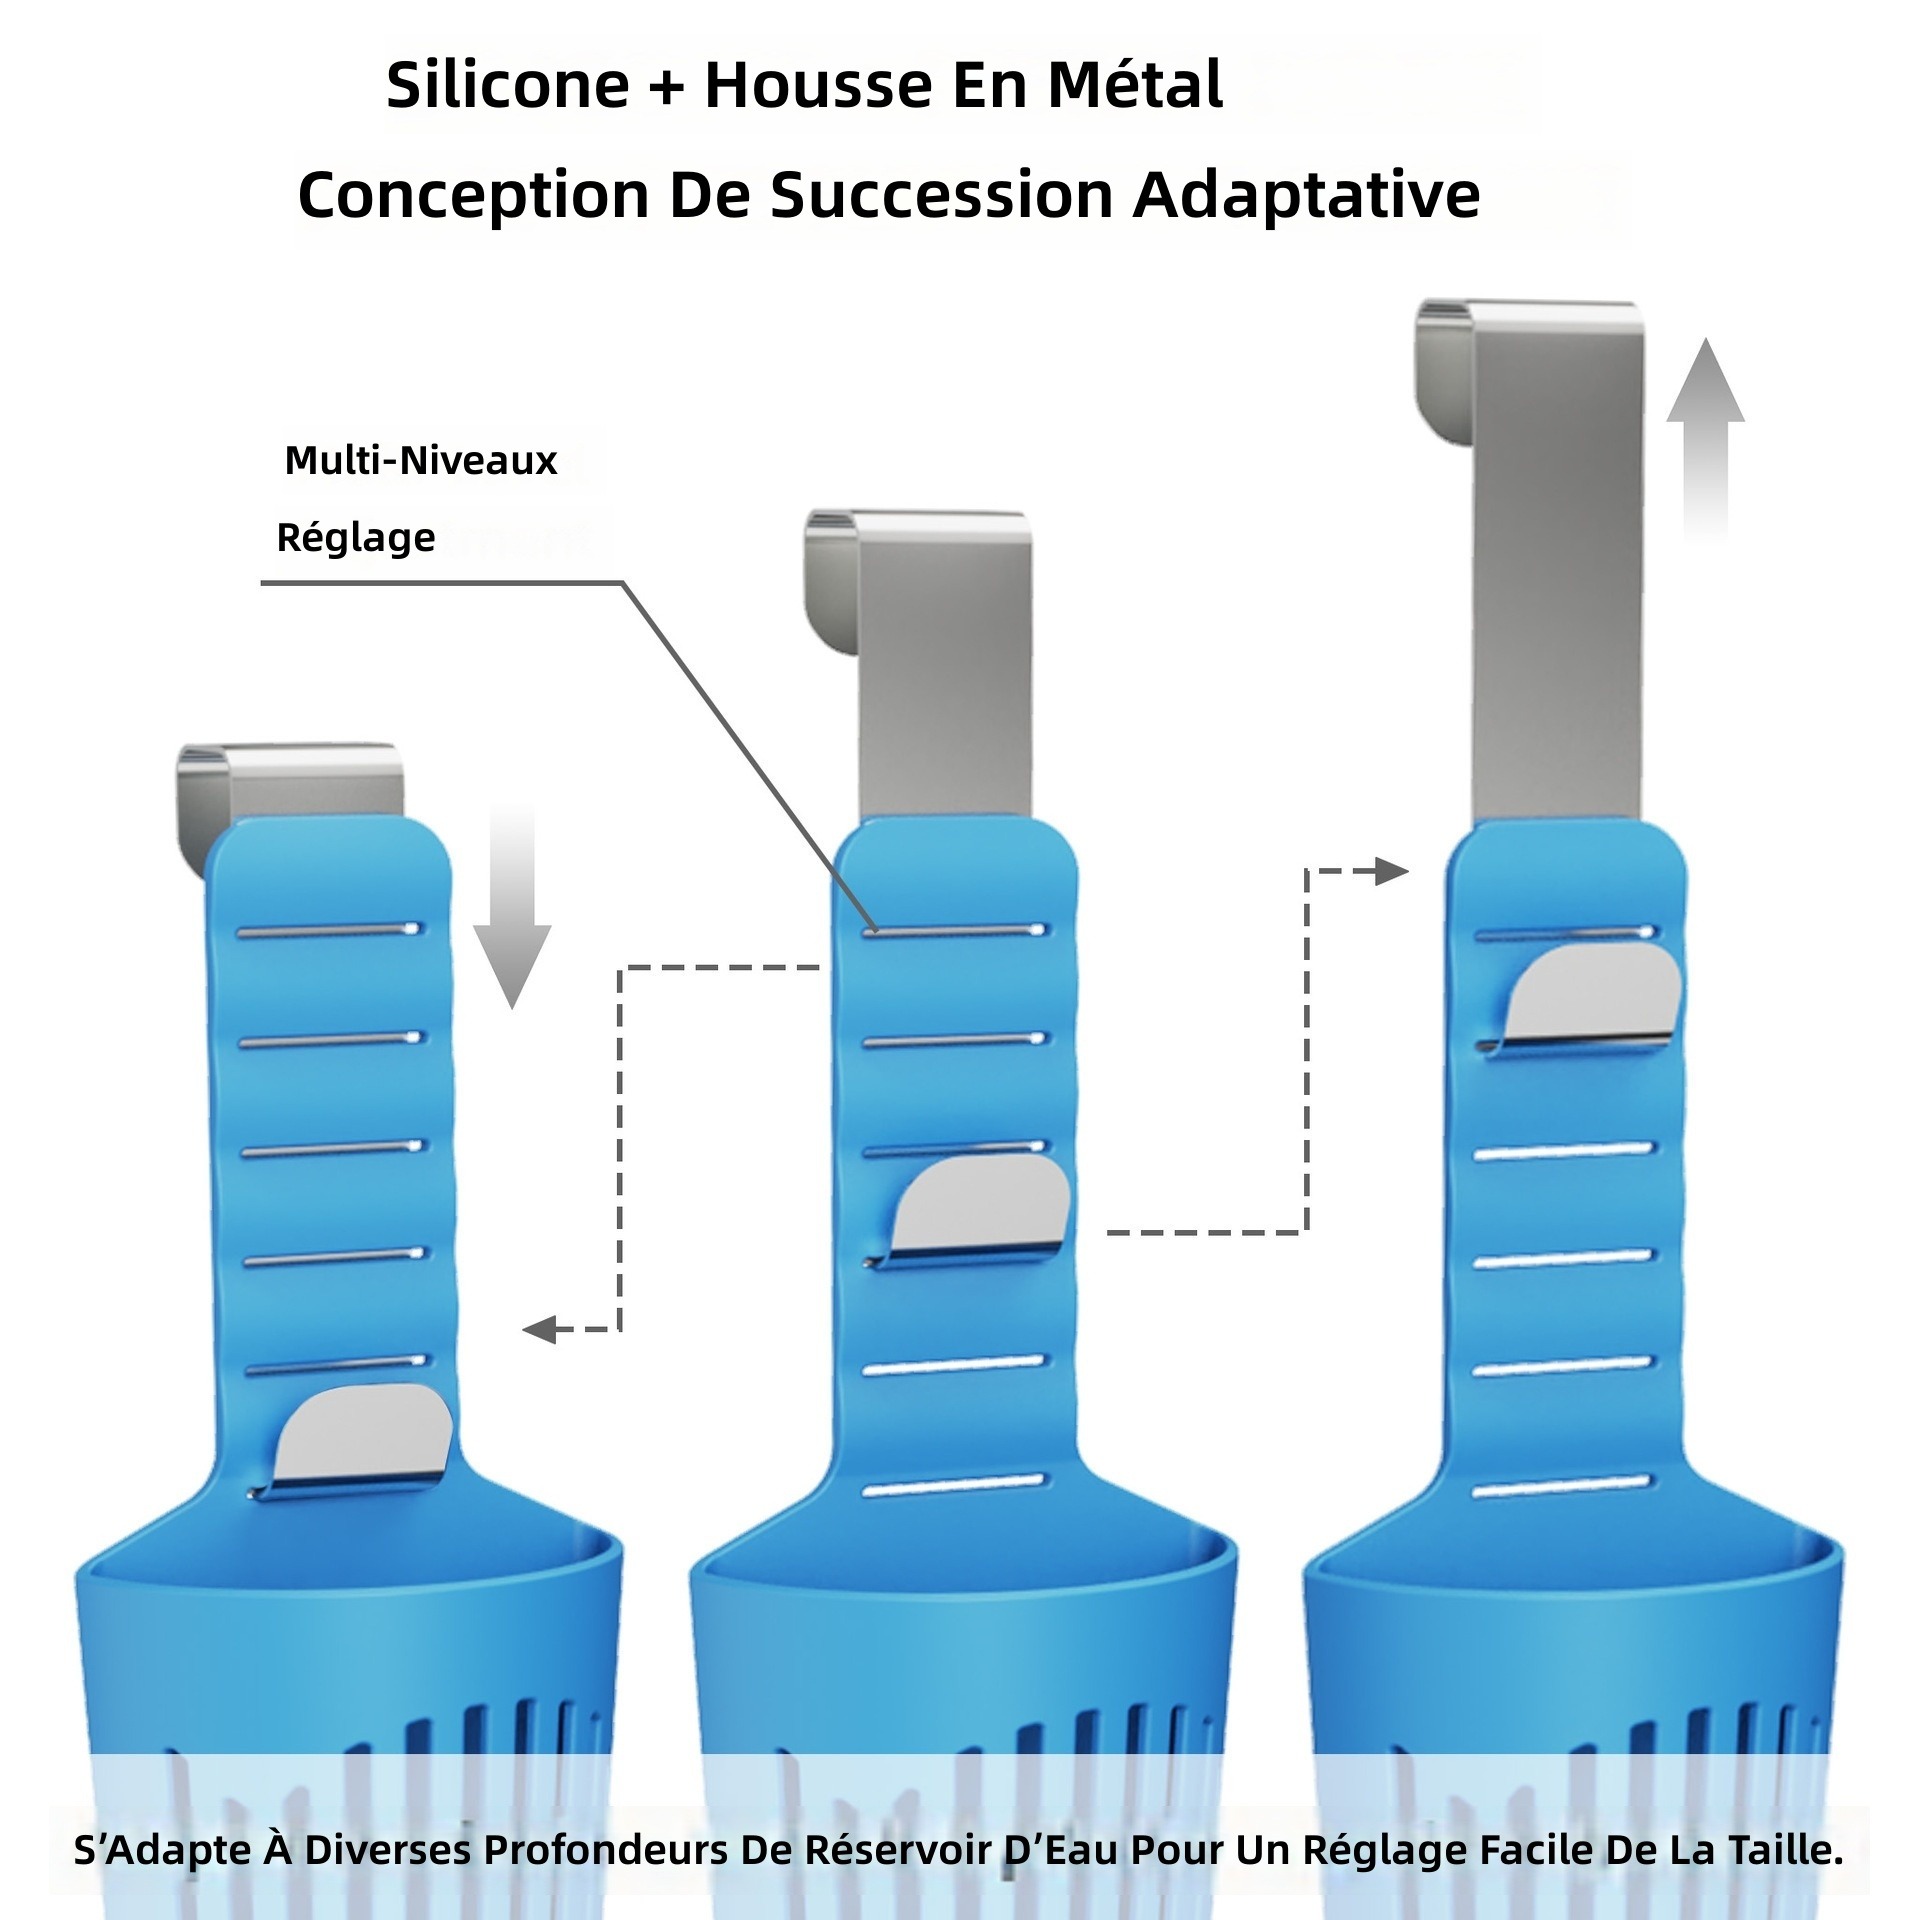 Silicone + Housse En Métal
Conception De Succession Adaptative
Multi-Niveaux
Réglage
S’Adapte À Diverses Profondeurs De Réservoir D’Eau Pour Un Réglage Facile De La Taille.